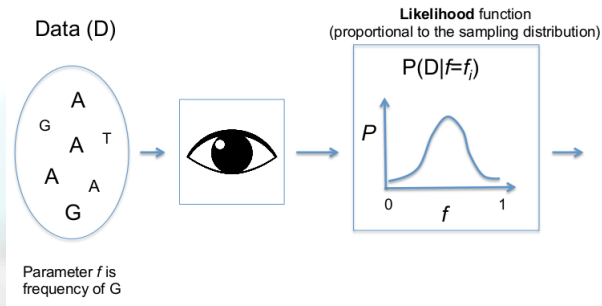 Data (D)
Likelihood function
(proportional to the sampling distribution)
P(D|f=fi)
A
G
T
A
A
A
G
P
0
f
1
Parameter f is
frequency of G